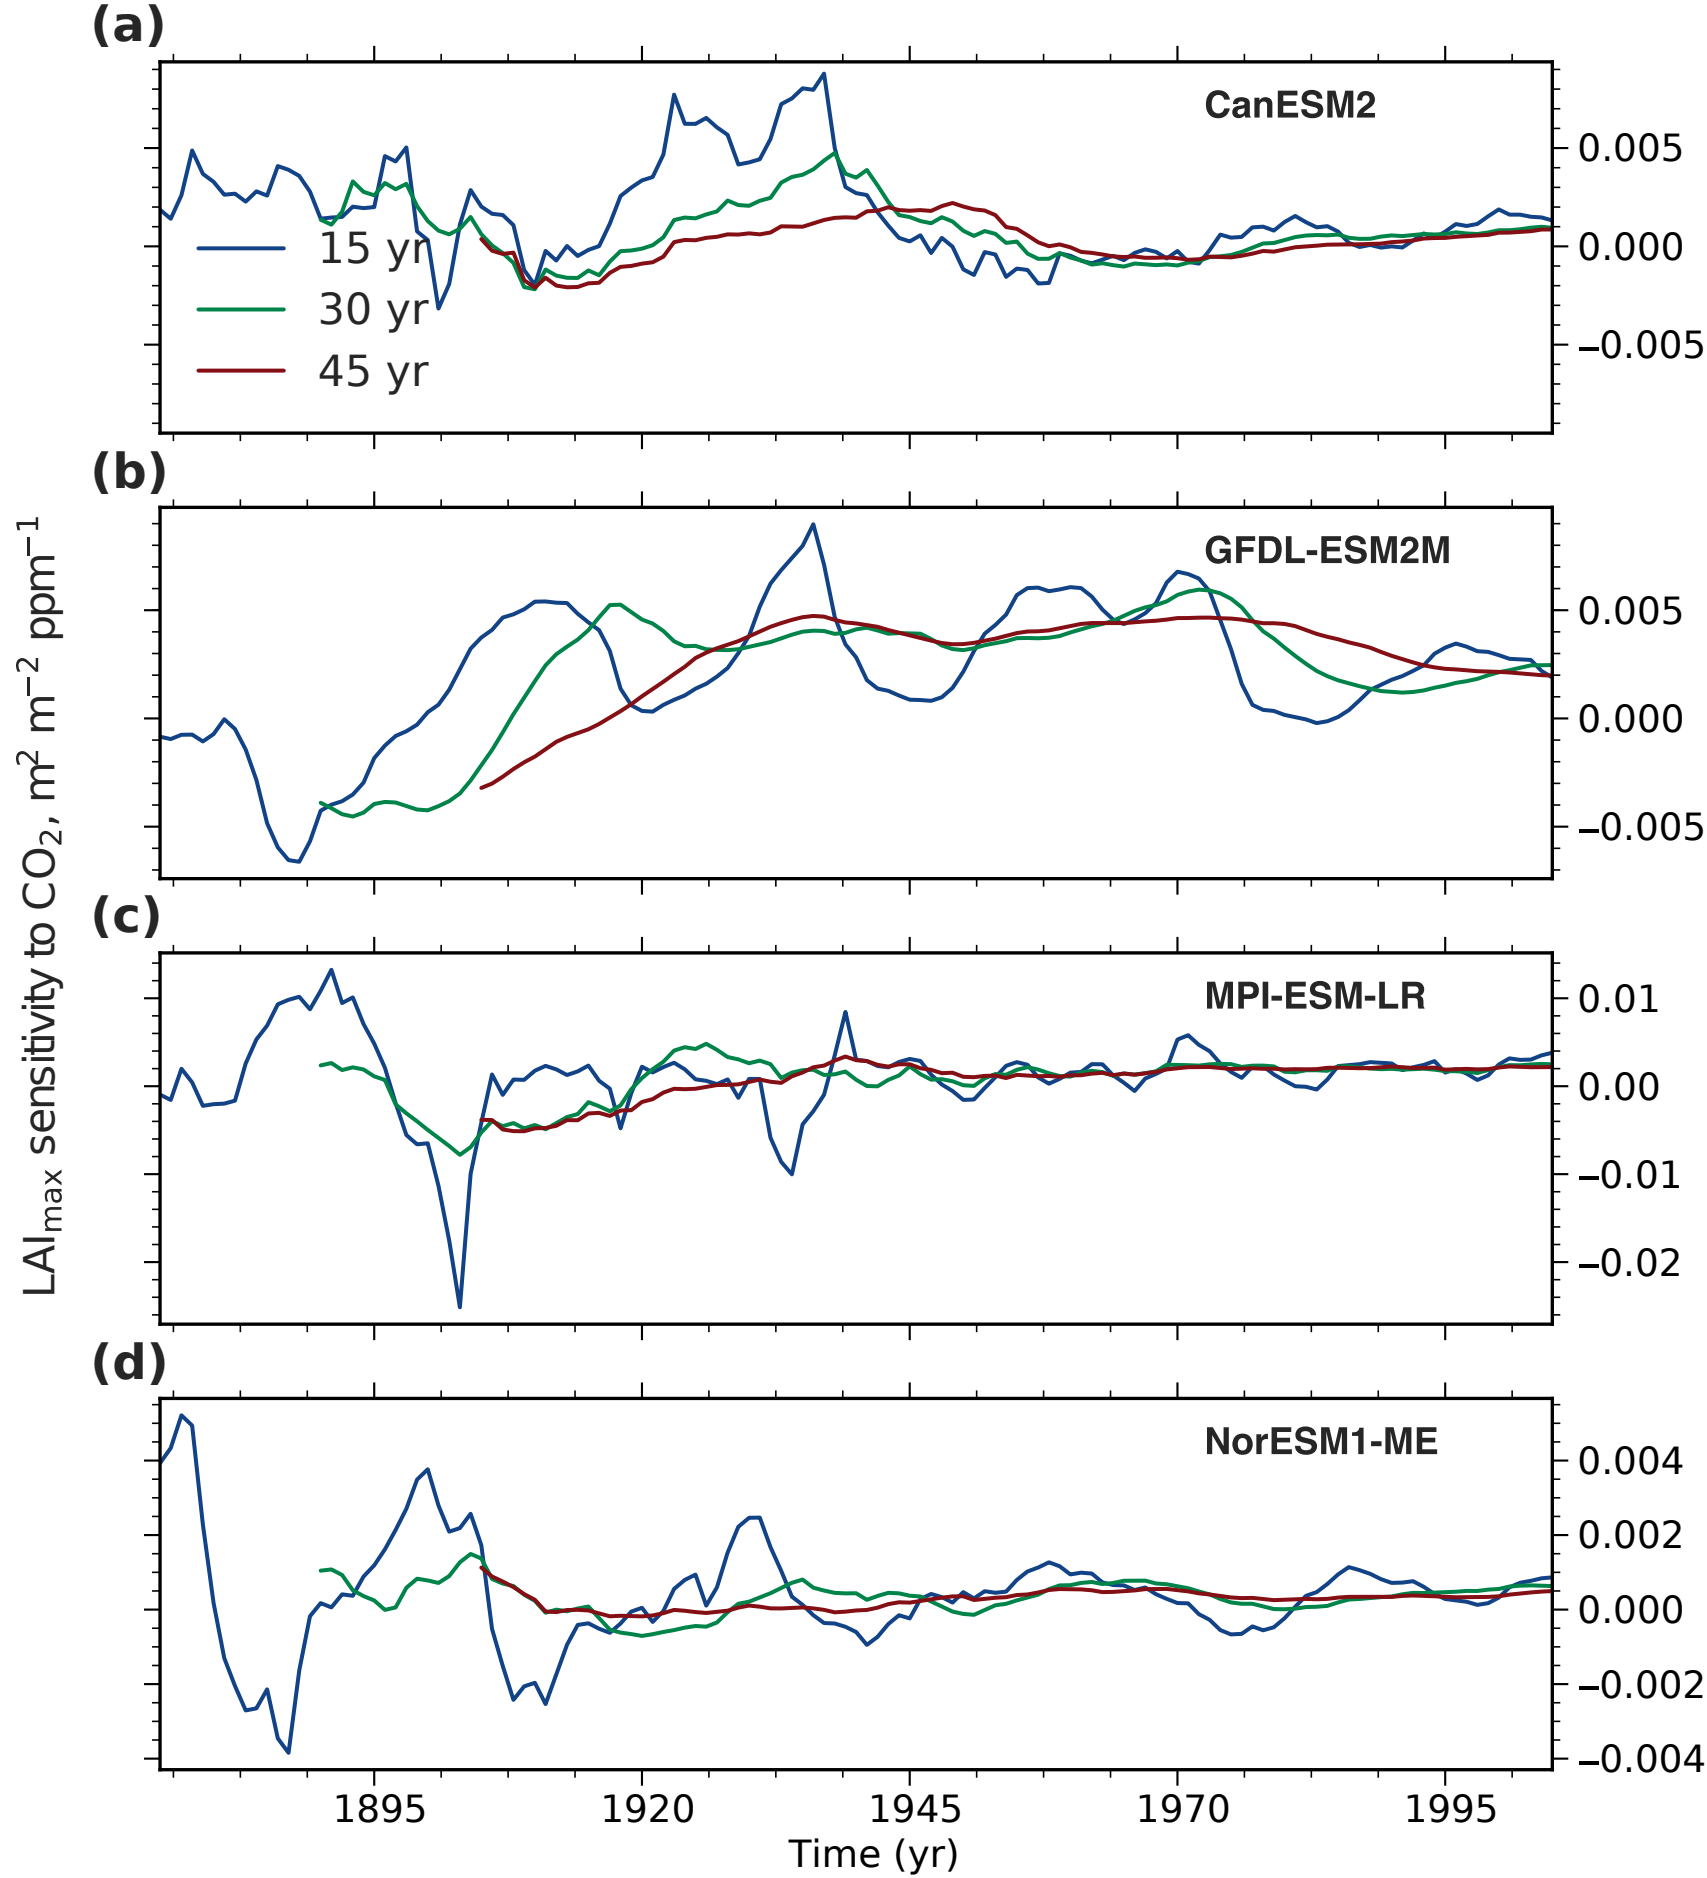 (a)
CanESM2
15 yr
30 yr
45 yr
0.005
0.000
−0.005
(b)
GFDL-ESM2M
0.005
0.000
−0.005
LAImax sensitivity to CO2, m² m⁻² ppm⁻¹
(c)
MPI-ESM-LR
0.01
0.00
−0.01
−0.02
(d)
NorESM1-ME
0.004
0.002
0.000
−0.002
−0.004
1895 1920 1945 1970 1995
Time (yr)